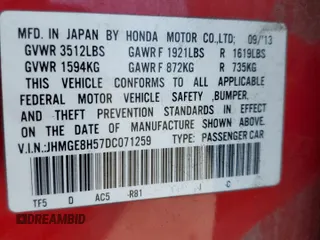 MFD. IN JAPAN BY HONDA MOTOR CO.,LTD; 09/13
GVWR 3512LBS GAWR F 1921LBS R 1619LBS
GVWR 1594KG GAWR F 872KG R 735KG
THIS VEHICLE CONFORMS TO ALL APPLICABLE
FEDERAL MOTOR VEHICLE SAFETY ,BUMPER,
AND THEFT PREVENTION STANDARDS IN EFFECT
ON THE DATE OF MANUFACTURE SHOWN ABOVE.
V.I.N.:JHMGE8H57DC071259 TYPE: PASSENGER CAR
TF5 D AC5 R81 C
DREAMBID